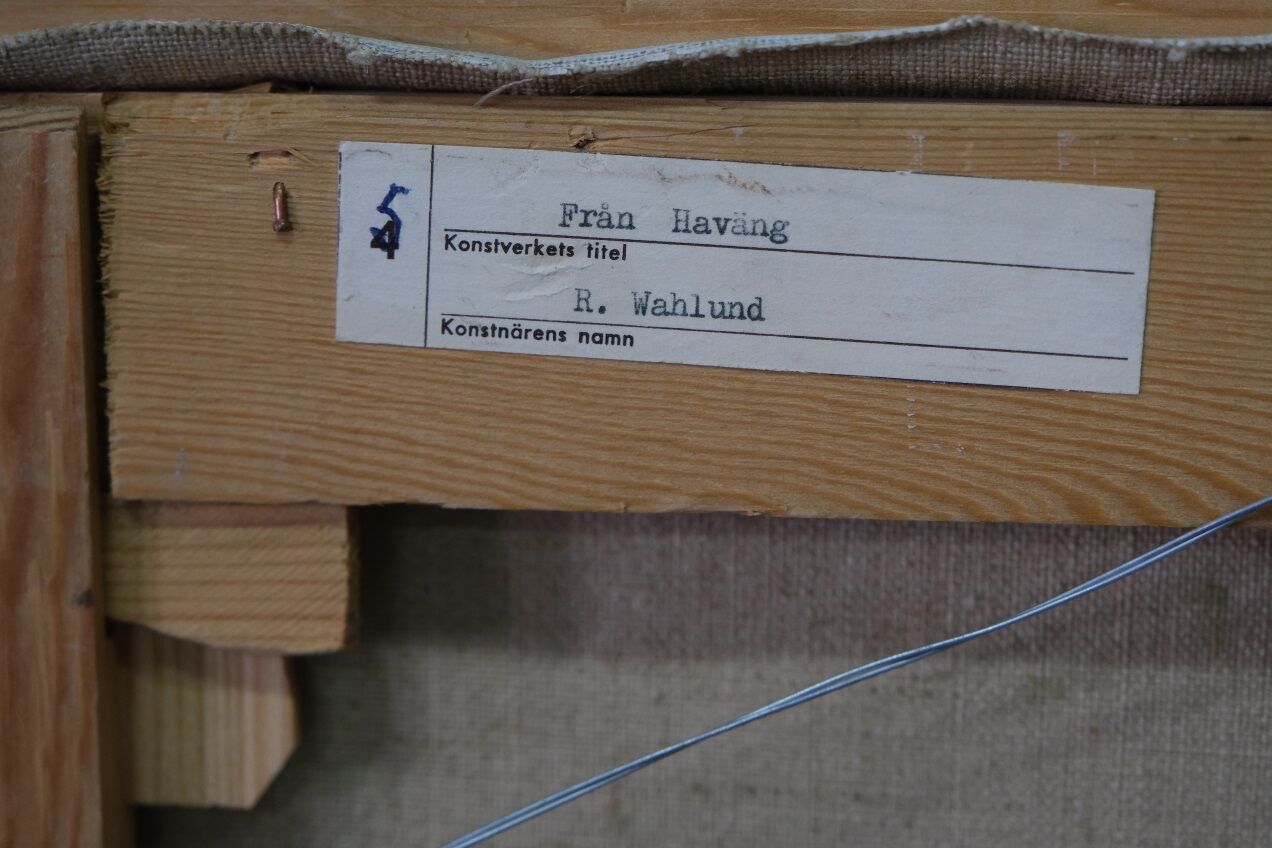 5
4
Från Haväng
Konstverkets titel
R. Wahlund
Konstnärens namn